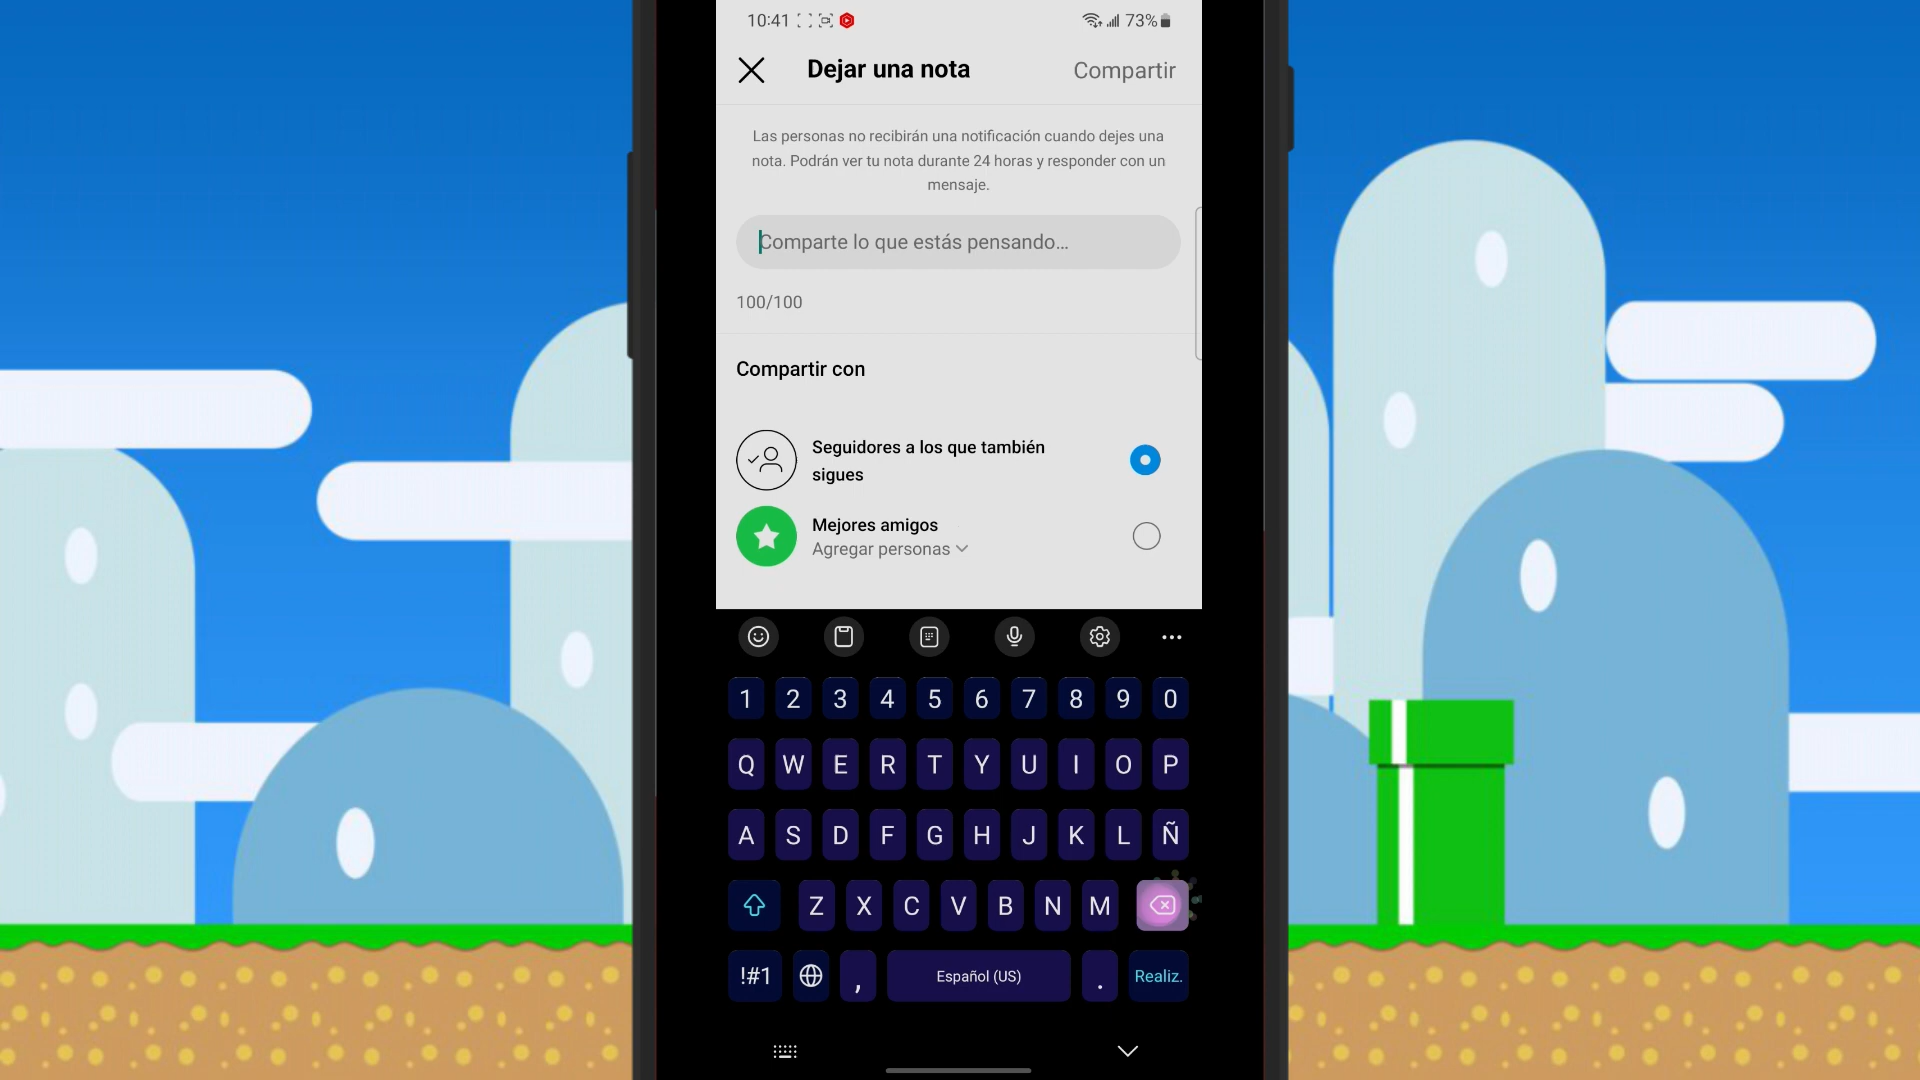 10:41 73%
Dejar una nota Compartir
Las personas no recibirán una notificación cuando dejes una
nota. Podrán ver tu nota durante 24 horas y responder con un
mensaje.
Comparte lo que estás pensando...
100/100
Compartir con
Seguidores a los que también
sigues
Mejores amigos
Agregar personas
1 2 3 4 5 6 7 8 9 0
Q W E R T Y U I O P
A S D F G H J K L Ñ
Z X C V B N M
!#1 , Español (US) . Realiz.